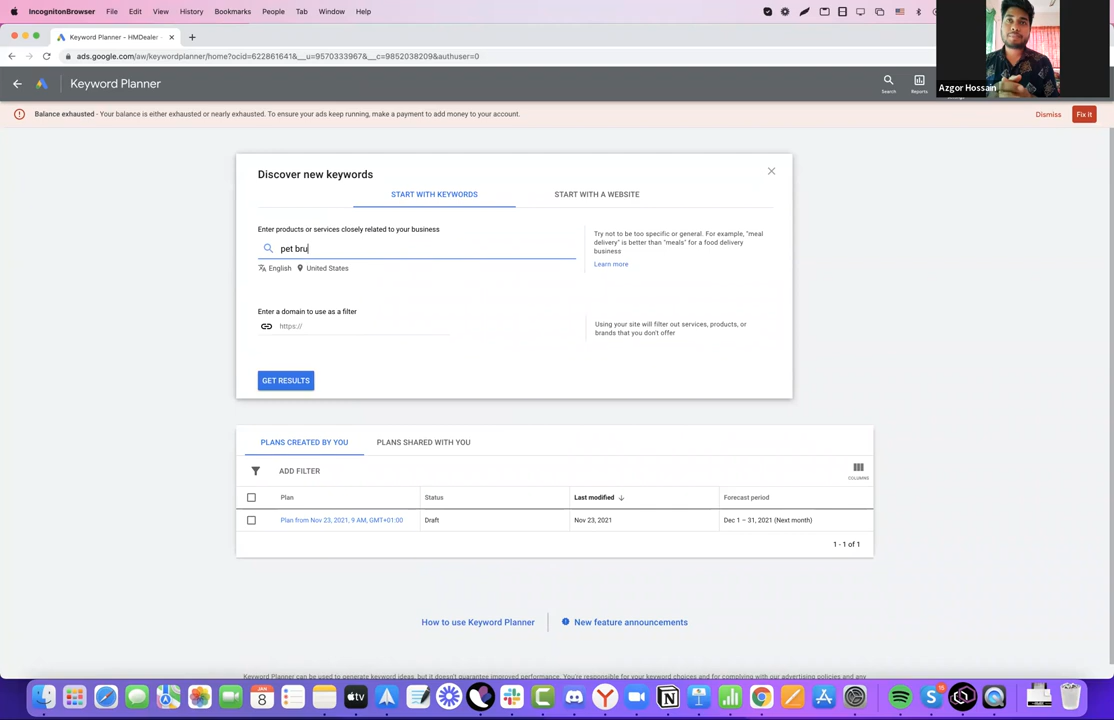 IncognitonBrowser File Edit View History Bookmarks People Tab Window Help
Keyword Planner - HMDealer -
ads.google.com/aw/keywordplanner/home?ocid=622861641&__u=9570333967&__c=9852038209&authuser=0
Keyword Planner
Search Reports
Azgor Hossain
Balance exhausted - Your balance is either exhausted or nearly exhausted. To ensure your ads keep running, make a payment to add money to your account.
Dismiss Fix it
Discover new keywords
START WITH KEYWORDS START WITH A WEBSITE
Enter products or services closely related to your business
pet bru
English United States
Try not to be too specific or general. For example, "meal
delivery" is better than "meals" for a food delivery
business
Learn more
Enter a domain to use as a filter
https://
Using your site will filter out services, products, or
brands that you don't offer
GET RESULTS
PLANS CREATED BY YOU PLANS SHARED WITH YOU
ADD FILTER
COLUMNS
Plan Status Last modified Forecast period
Plan from Nov 23, 2021, 9 AM, GMT+01:00 Draft Nov 23, 2021 Dec 1 – 31, 2021 (Next month)
1 - 1 of 1
How to use Keyword Planner New feature announcements
Keyword Planner can generate keyword ideas, but it doesn't guarantee improved performance. You're responsible for your keyword choices and for complying with our advertising policies and any
JAN
8
tv